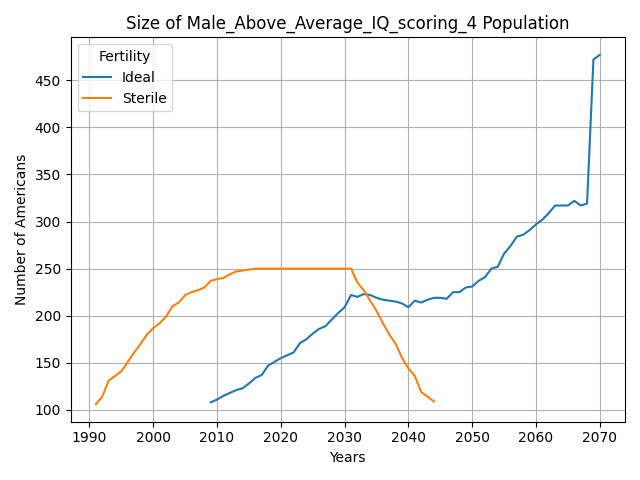 Size of Male_Above_Average_IQ_scoring_4 Population
Fertility
Ideal
Sterile
Number of Americans
450
400
350
300
250
200
150
100
1990 2000 2010 2020 2030 2040 2050 2060 2070
Years